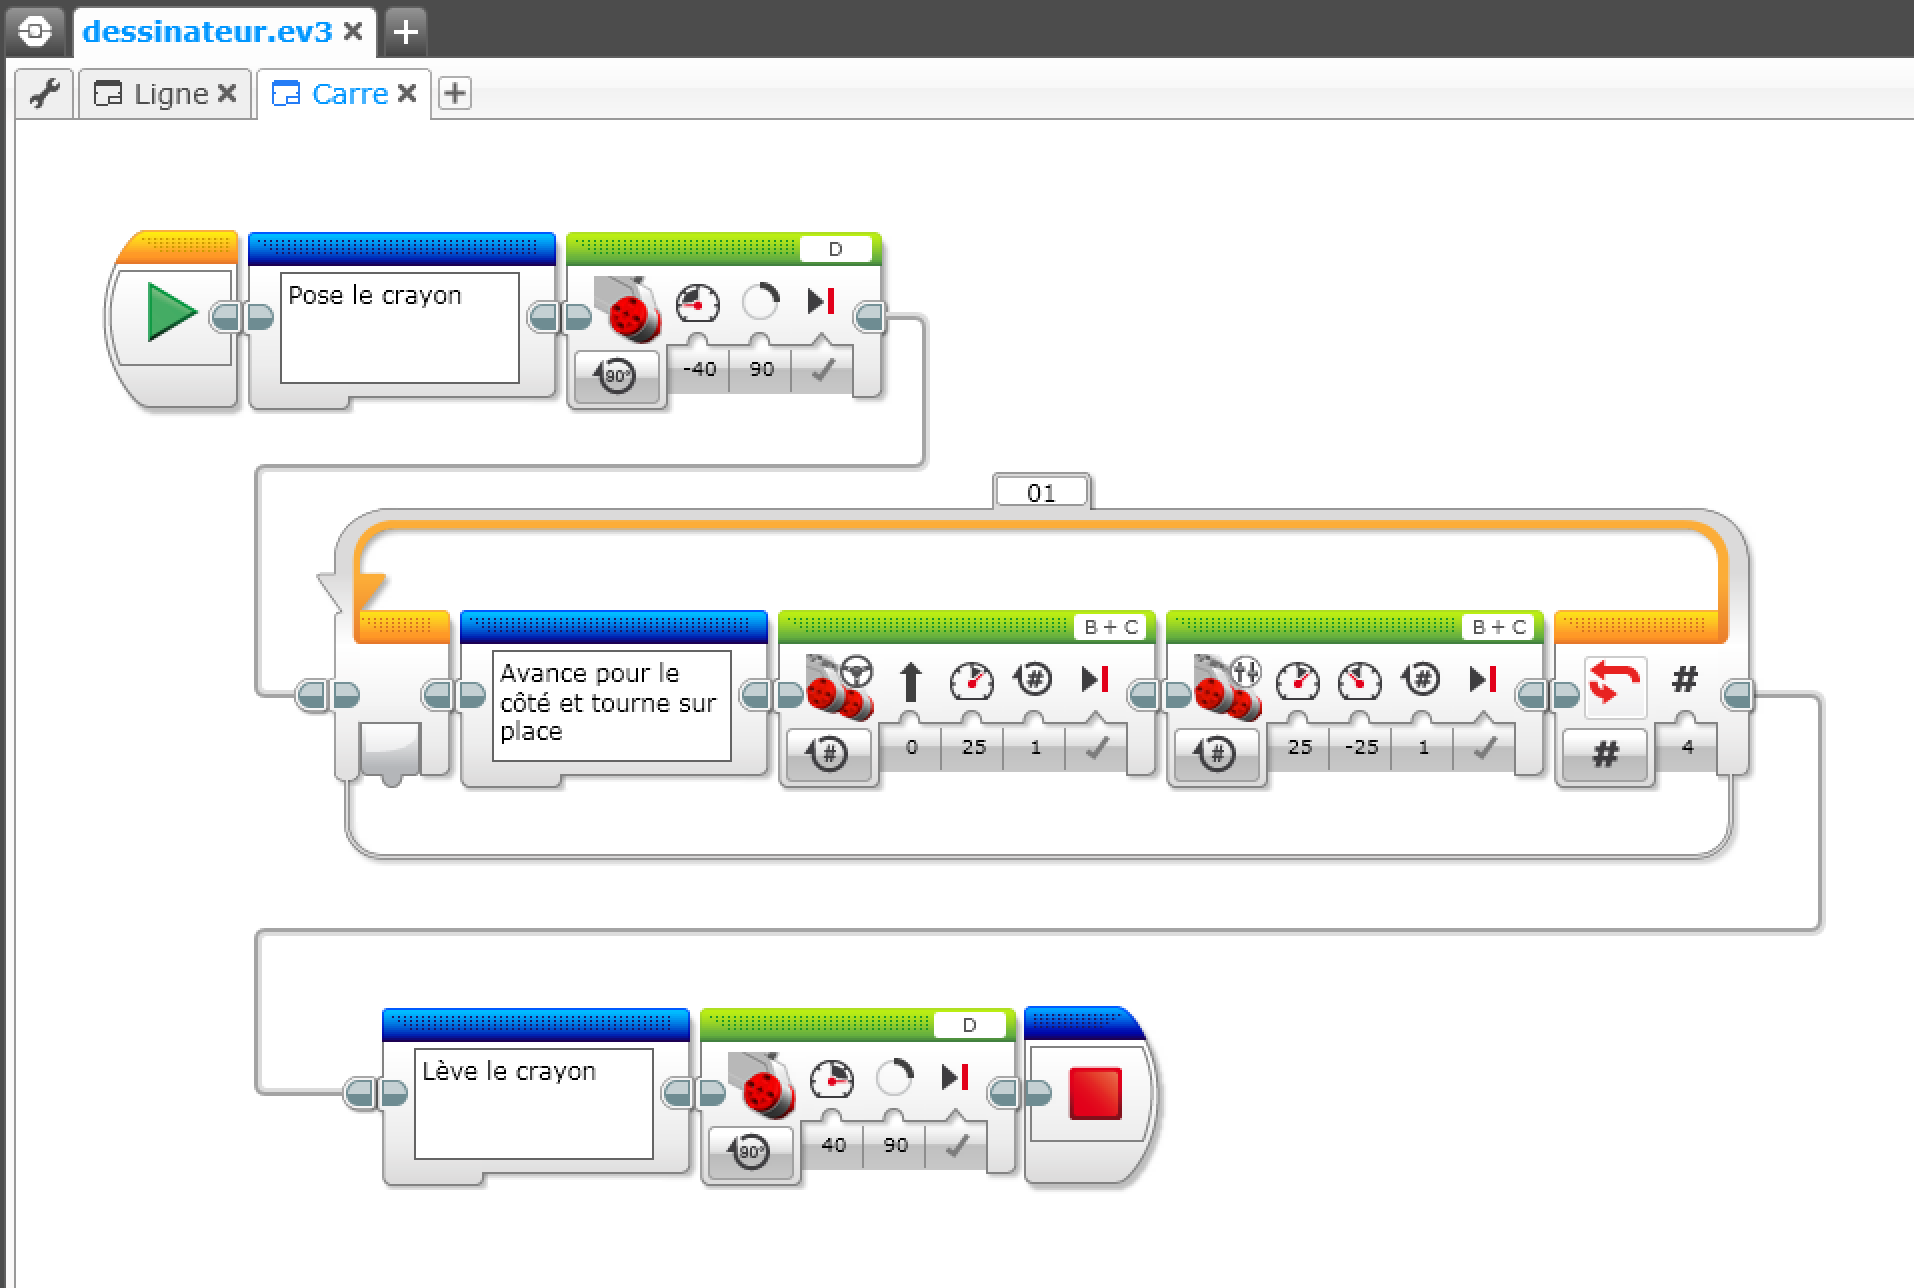 dessinateur.ev3
Ligne
Carre
D
Pose le crayon
90°
-40 90
01
B + C
B + C
Avance pour le
côté et tourne sur
place
#
#
#
#
#
0 25 1
25 -25 1
#
4
D
Lève le crayon
90°
40 90